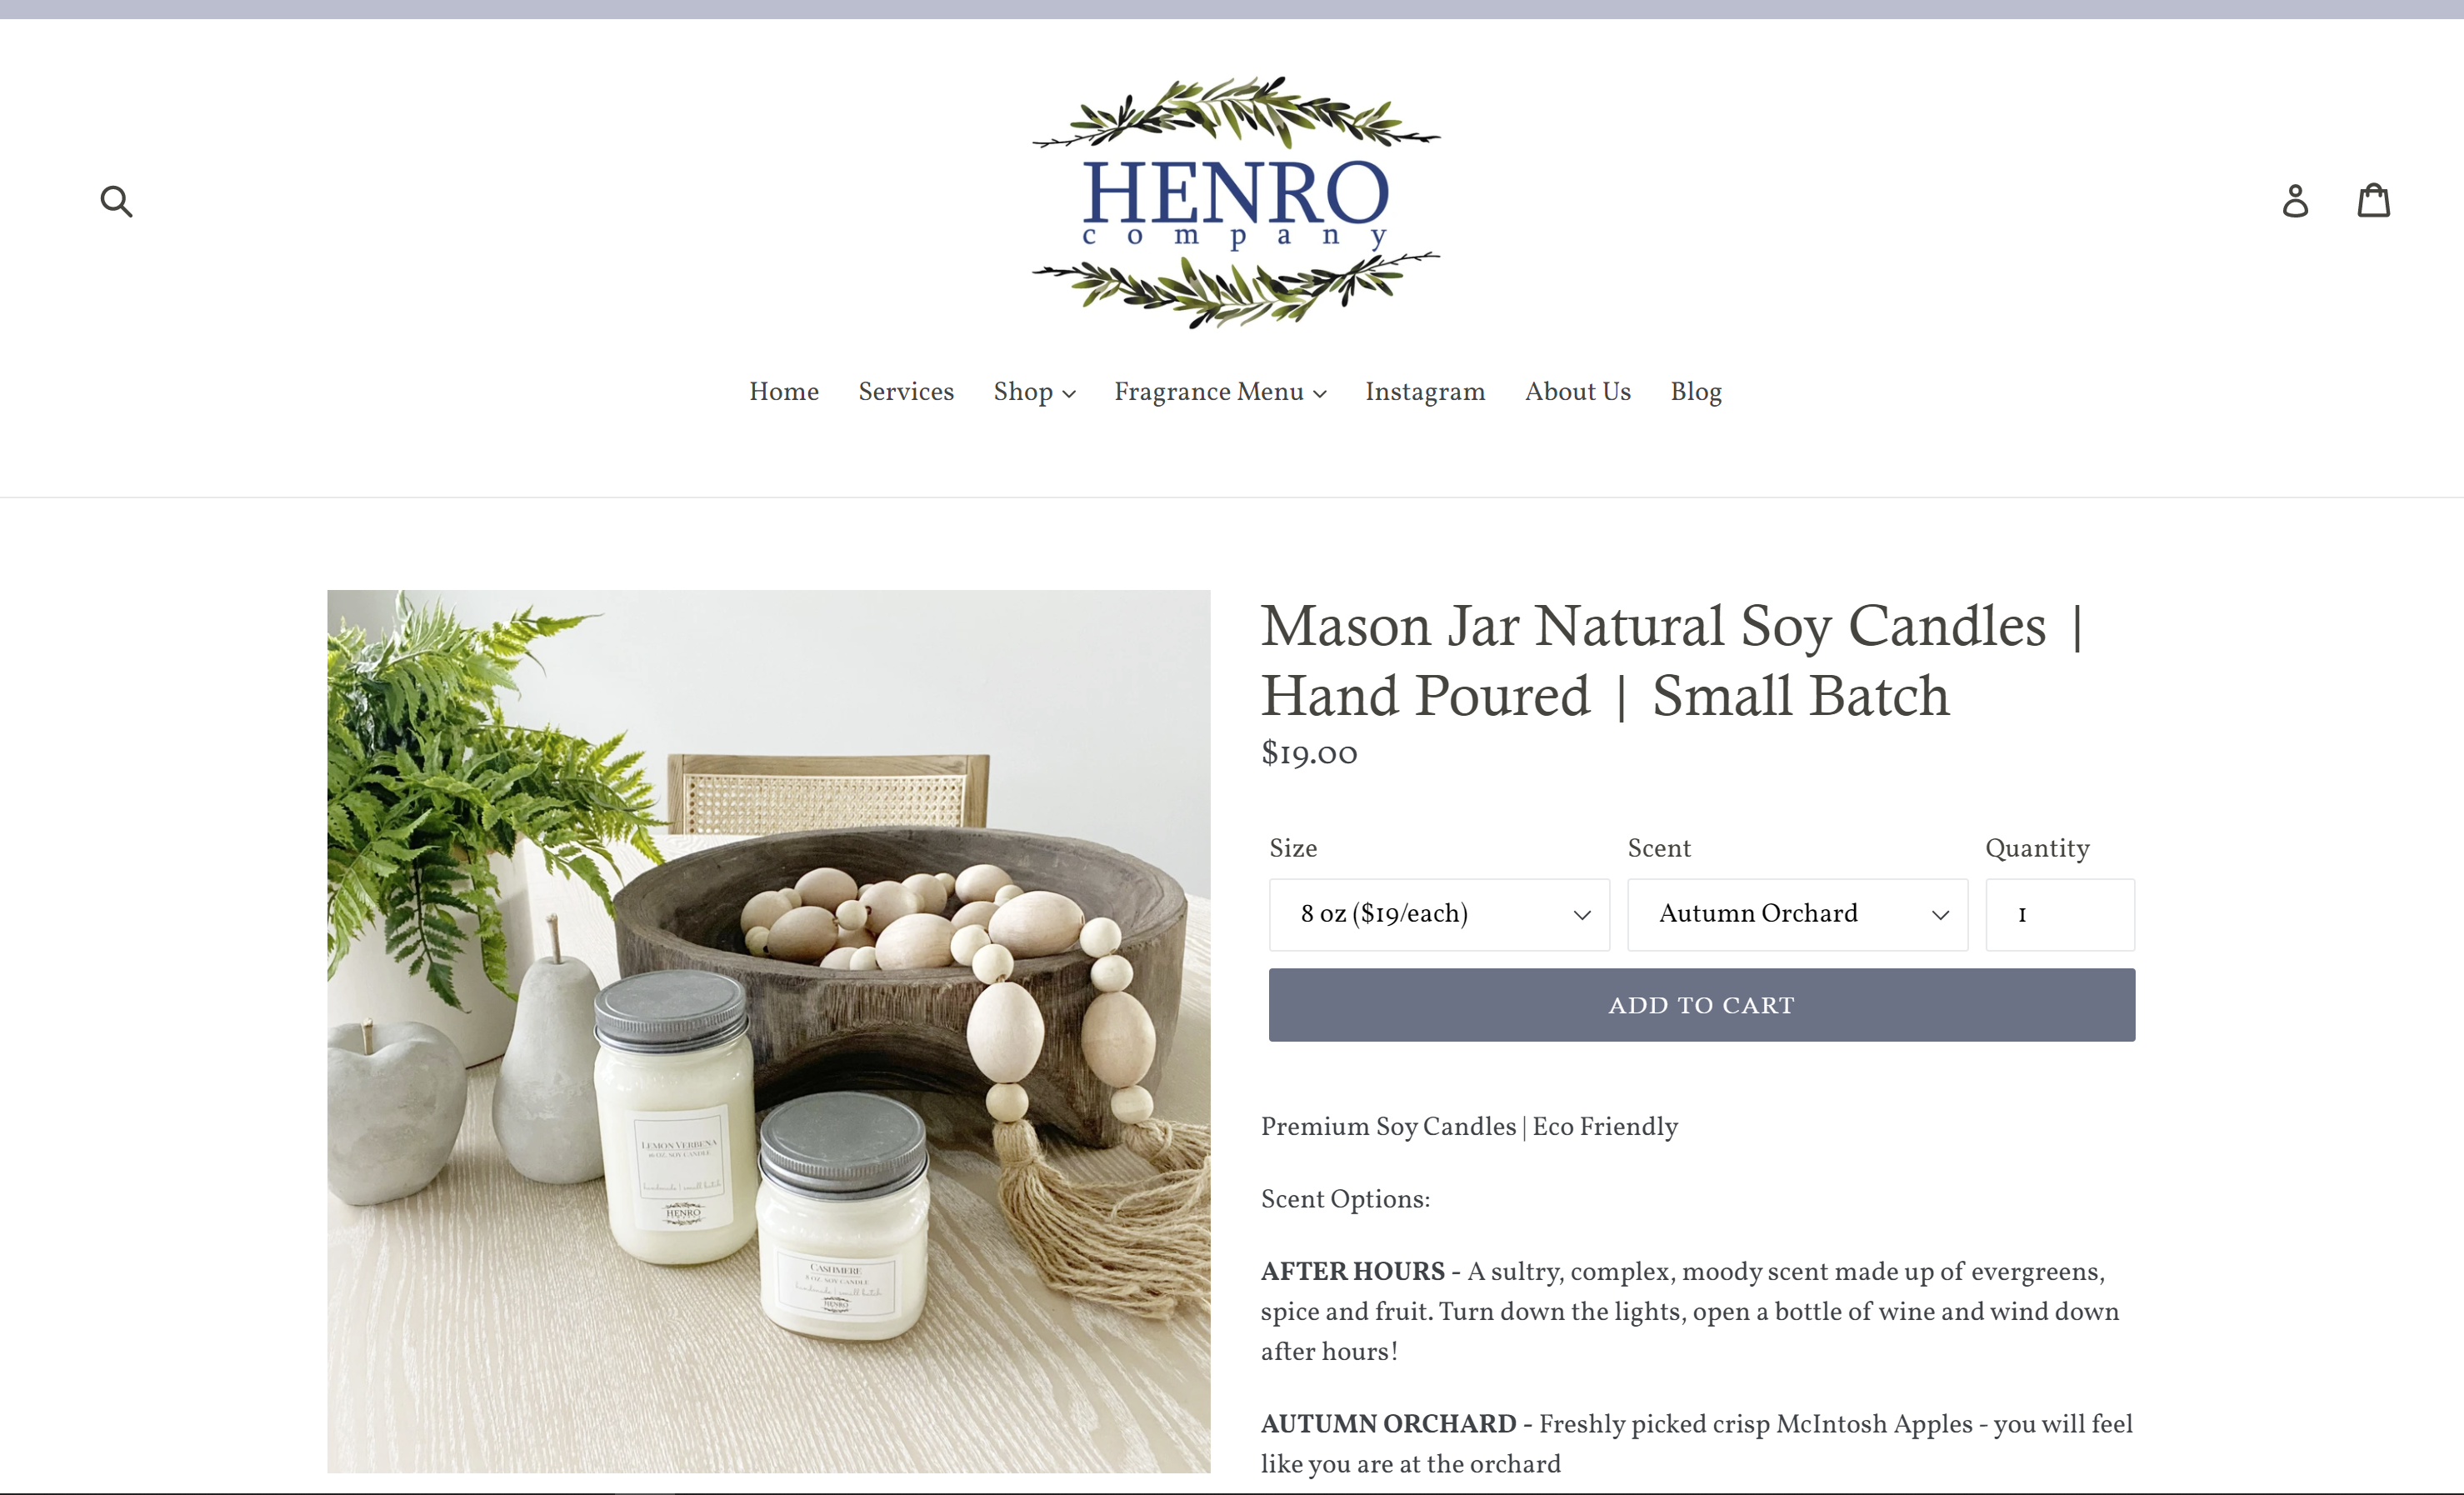 HENRO
company
Home Services Shop Fragrance Menu Instagram About Us Blog
Mason Jar Natural Soy Candles |
Hand Poured | Small Batch
$19.00
Size Scent Quantity
8 oz ($19/each) Autumn Orchard 1
ADD TO CART
Premium Soy Candles | Eco Friendly
Scent Options:
AFTER HOURS - A sultry, complex, moody scent made up of evergreens,
spice and fruit. Turn down the lights, open a bottle of wine and wind down
after hours!
AUTUMN ORCHARD - Freshly picked crisp McIntosh Apples - you will feel
like you are at the orchard
LEMON VERBENA
16 OZ. SOY CANDLE
handmade | small batch
HENRO
CASHMERE
8 OZ. SOY CANDLE
handmade | small batch
HENRO